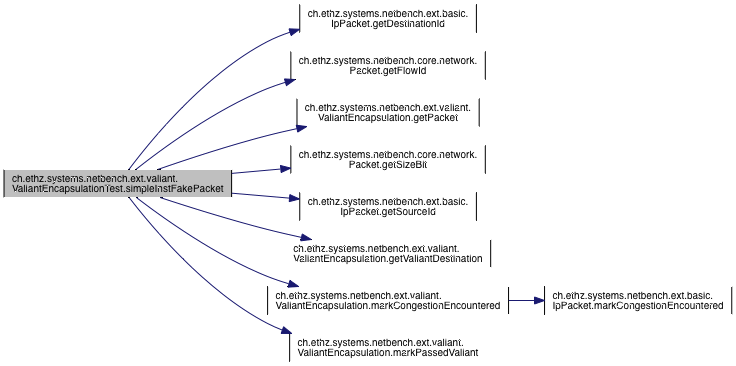 ch.ethz.systems.netbench.ext.basic.
IpPacket.getDestinationId
ch.ethz.systems.netbench.core.network.
Packet.getFlowId
ch.ethz.systems.netbench.ext.valiant.
ValiantEncapsulation.getPacket
ch.ethz.systems.netbench.core.network.
Packet.getSizeBit
ch.ethz.systems.netbench.ext.valiant.
ValiantEncapsulationTest.simpleInstFakePacket
ch.ethz.systems.netbench.ext.basic.
IpPacket.getSourceId
ch.ethz.systems.netbench.ext.valiant.
ValiantEncapsulation.getValiantDestination
ch.ethz.systems.netbench.ext.valiant.
ValiantEncapsulation.markCongestionEncountered
ch.ethz.systems.netbench.ext.basic.
IpPacket.markCongestionEncountered
ch.ethz.systems.netbench.ext.valiant.
ValiantEncapsulation.markPassedValiant